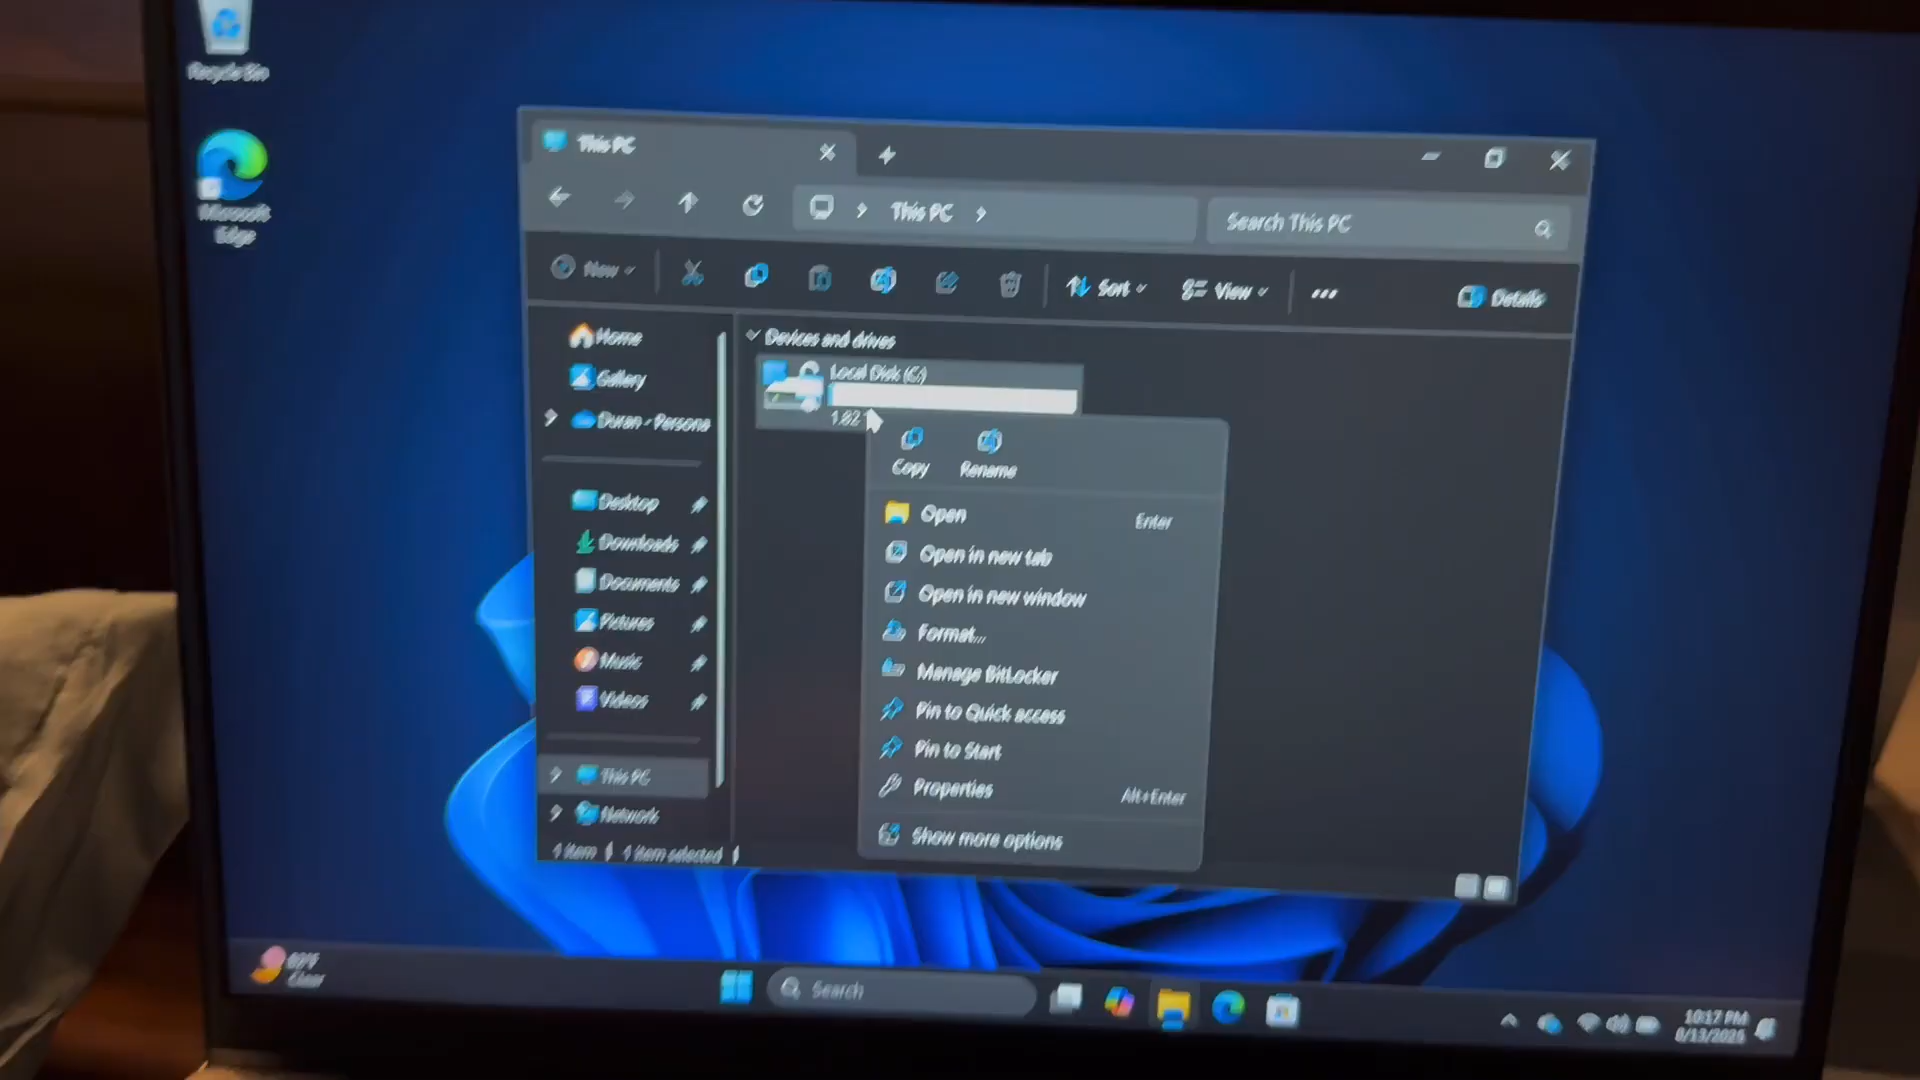 Recycle Bin
Microsoft
Edge
This PC
This PC
Search This PC
New
Sort
View
Details
Home
Gallery
Duran - Persona
Desktop
Downloads
Documents
Pictures
Music
Videos
This PC
Network
1 item
1 item selected
Devices and drives
Local Disk (C:)
1.82
Copy
Rename
Open Enter
Open in new tab
Open in new window
Format...
Manage BitLocker
Pin to Quick access
Pin to Start
Properties Alt+Enter
Show more options
Clear
Search
10:17 PM
8/13/2025